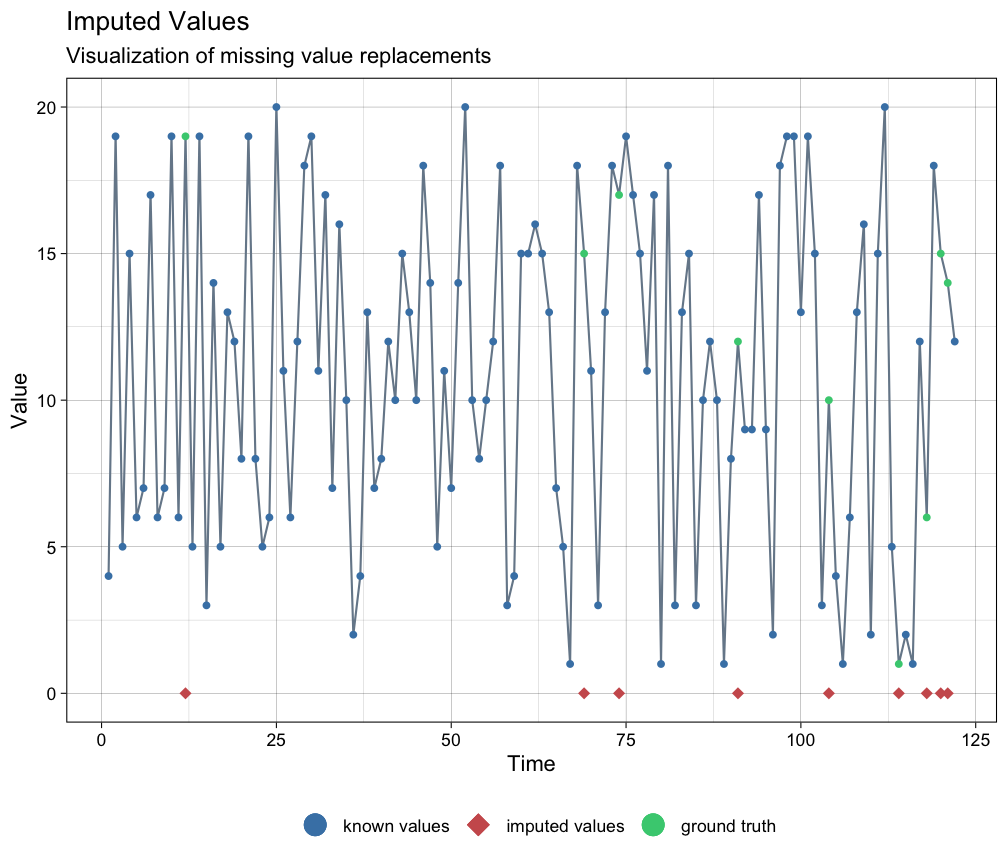 Imputed Values
Visualization of missing value replacements
Value
20
15
10
5
0
0 25 50 75 100 125
Time
known values imputed values ground truth